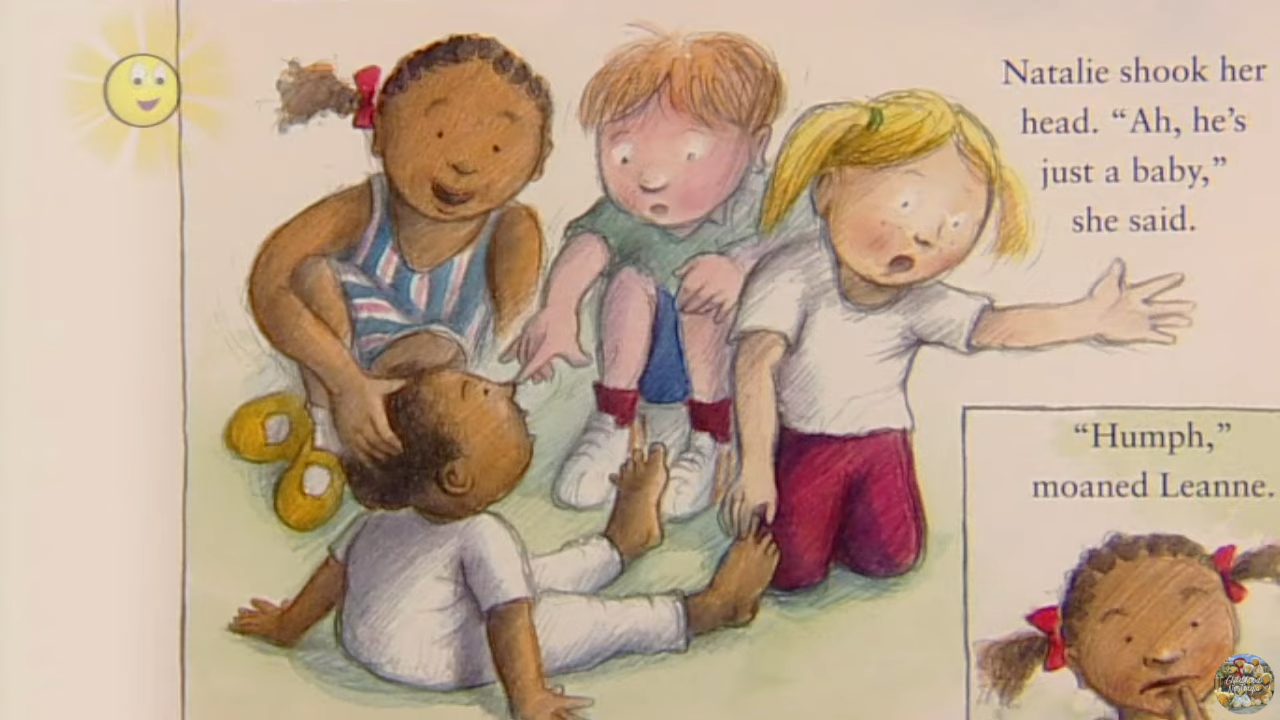 Natalie shook her
head. “Ah, he’s
just a baby,”
she said.
“Humph,”
moaned Leanne.